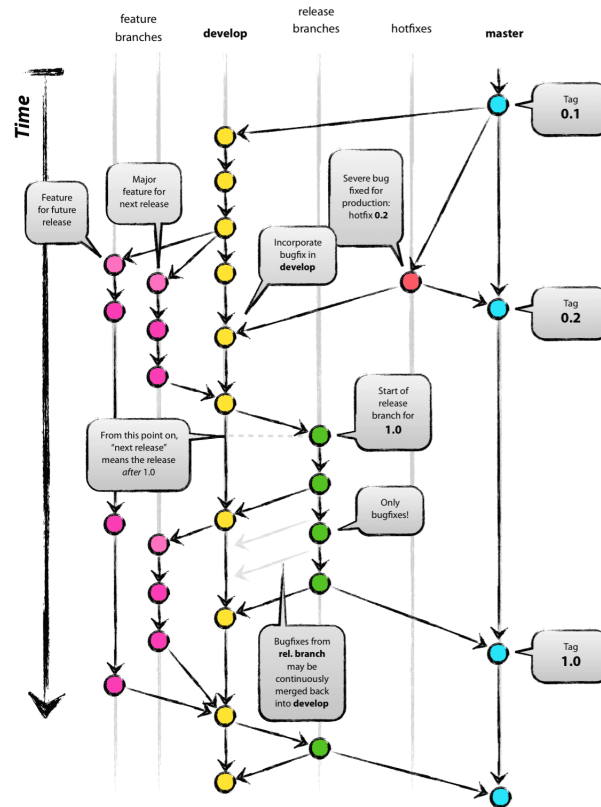 feature
branches
develop
release
branches
hotfixes
master
Time
Tag
0.1
Feature
for future
release
Major
feature for
next release
Severe bug
fixed for
production:
hotfix 0.2
Incorporate
bugfix in
develop
Tag
0.2
Start of
release
branch for
1.0
From this point on,
“next release”
means the release
after 1.0
Only
bugfixes!
Bugfixes from
rel. branch
may be
continuously
merged back
into develop
Tag
1.0